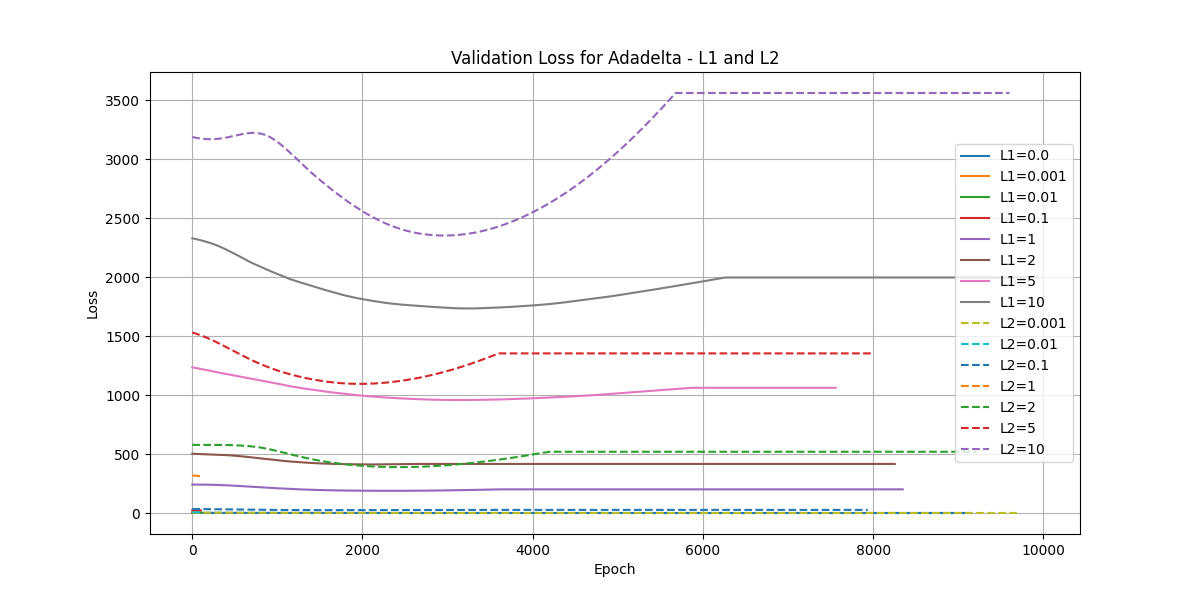 Validation Loss for Adadelta - L1 and L2
3500
3000
2500
2000
1500
1000
500
0
Loss
L1=0.0
L1=0.001
L1=0.01
L1=0.1
L1=1
L1=2
L1=5
L1=10
L2=0.001
L2=0.01
L2=0.1
L2=1
L2=2
L2=5
L2=10
0 2000 4000 6000 8000 10000
Epoch